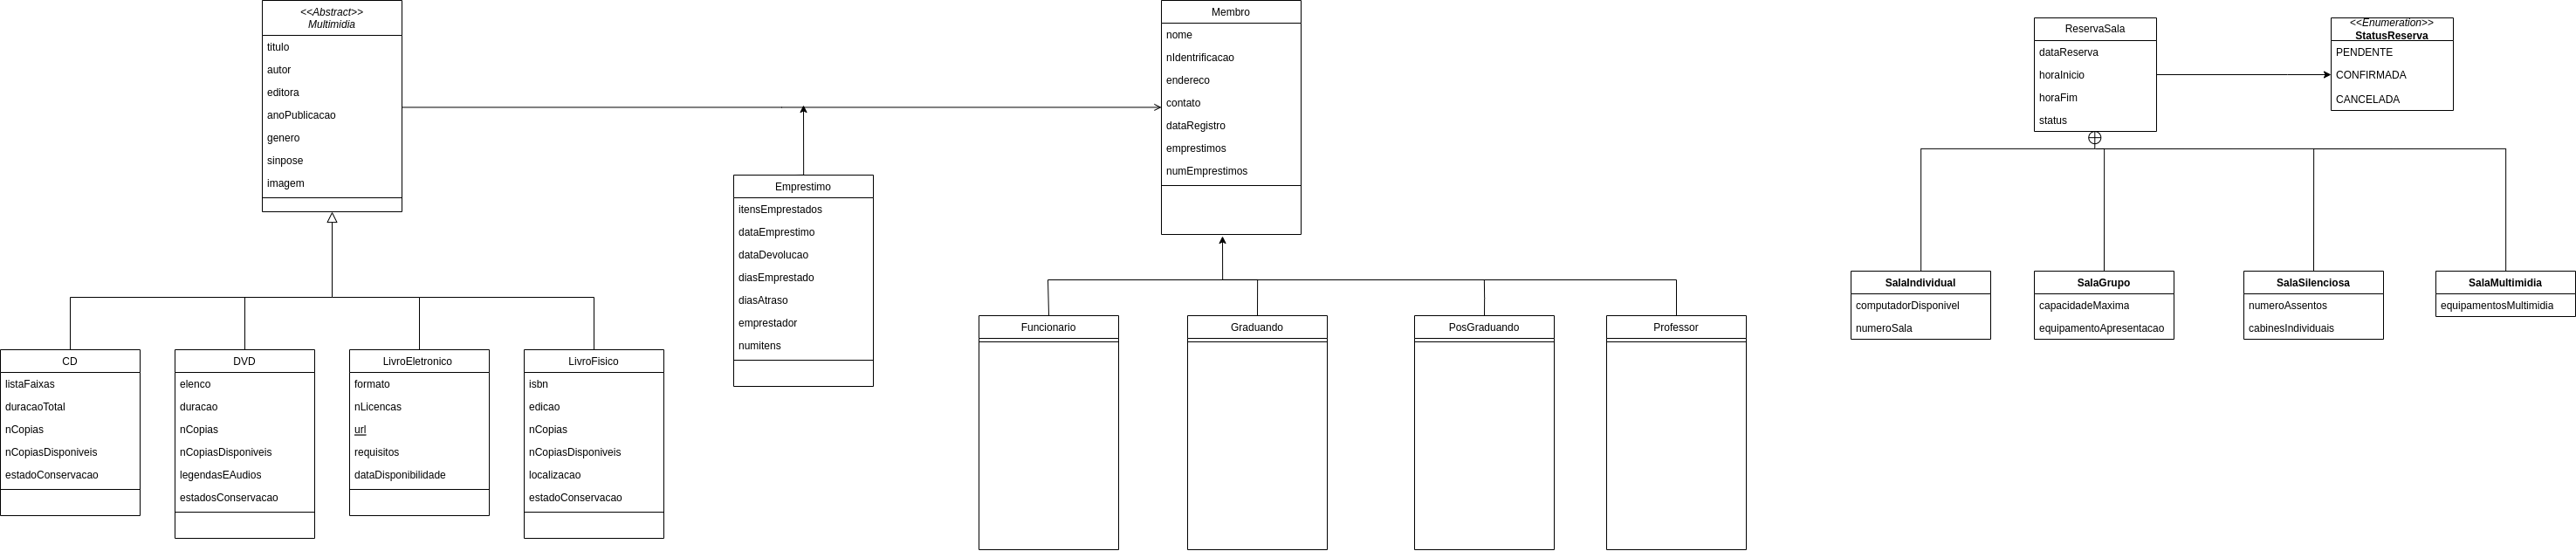 <<Abstract>>
Multimidia
titulo
autor
editora
anoPublicacao
genero
sinpose
imagem
CD
listaFaixas
duracaoTotal
nCopias
nCopiasDisponiveis
estadoConservacao
DVD
elenco
duracao
nCopias
nCopiasDisponiveis
legendasEAudios
estadosConservacao
LivroEletronico
formato
nLicencas
url
requisitos
dataDisponibilidade
LivroFisico
isbn
edicao
nCopias
nCopiasDisponiveis
localizacao
estadoConservacao
Emprestimo
itensEmprestados
dataEmprestimo
dataDevolucao
diasEmprestado
diasAtraso
emprestador
numitens
Membro
nome
nIdentificacao
endereco
contato
dataRegistro
emprestimos
numEmprestimos
Funcionario
Graduando
PosGraduando
Professor
ReservaSala
dataReserva
horaInicio
horaFim
status
<<Enumeration>>
StatusReserva
PENDENTE
CONFIRMADA
CANCELADA
SalaIndividual
computadorDisponivel
numeroSala
SalaGrupo
capacidadeMaxima
equipamentoApresentacao
SalaSilenciosa
numeroAssentos
cabinesIndividuais
SalaMultimidia
equipamentosMultimidia